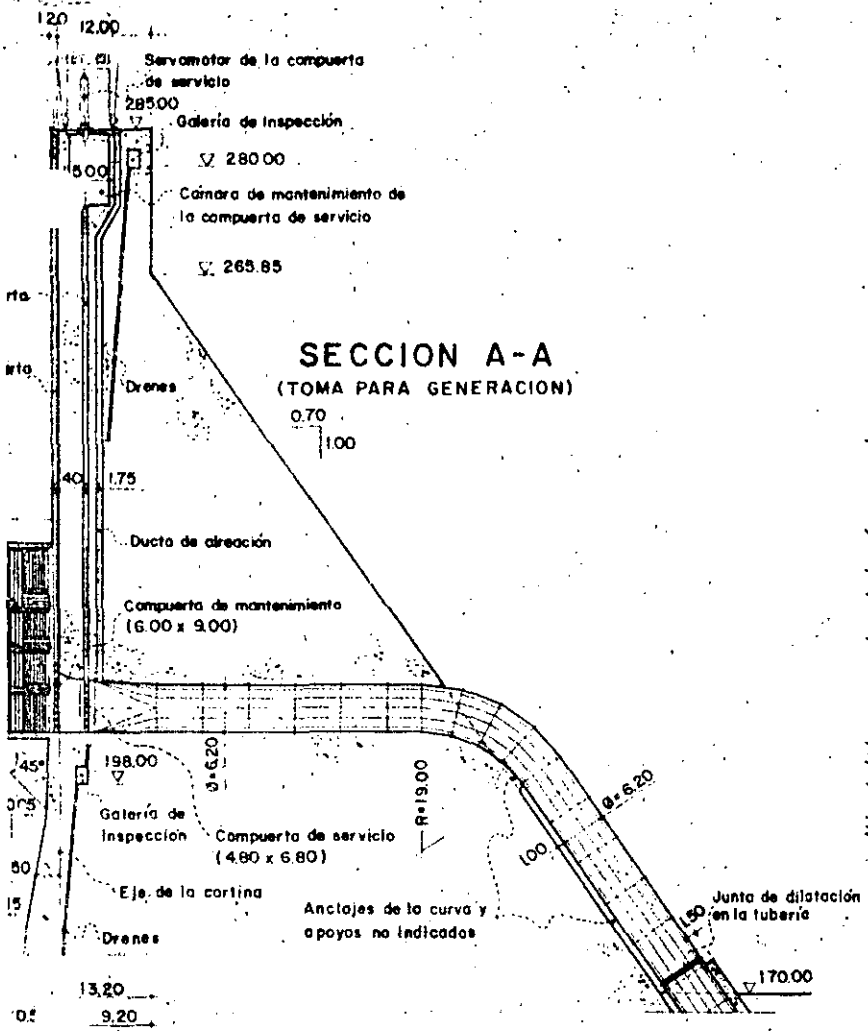 12.0 12.00
Servomotor de la compuerta
de servicio
285.00
Galería de Inspección
280.00
5.00
Cámara de mantenimiento de
la compuerta de servicio
265.85
rta
SECCION A-A
(TOMA PARA GENERACION)
Drenes
0.70
1.00
40 1.75
Ducto de aireación
Compuerta de mantenimiento
(6.00 x 9.00)
45°
198.00
Ø=6.20
R=19.00
Ø=6.20
Galería de
Inspección
Compuerta de servicio
(4.80 x 6.80)
1.00
Eje de la cortina
Anclajes de la curva y
apoyos no indicados
Junta de dilatación
en la tubería
1.50
Drenes
170.00
13.20
9.20